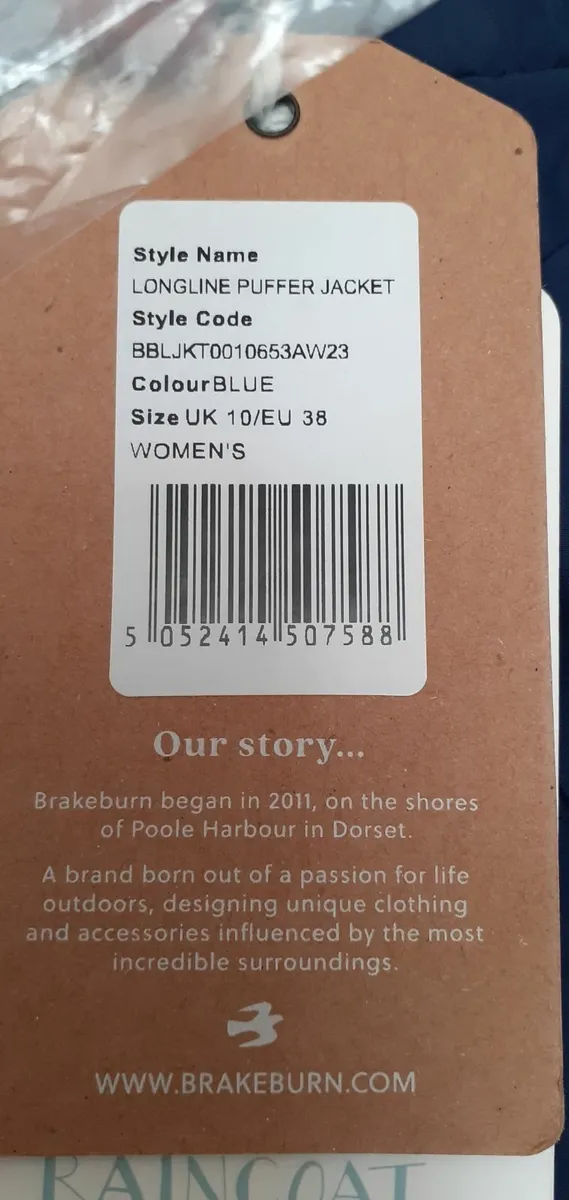 Style Name
LONGLINE PUFFER JACKET
Style Code
BBLJKT0010653AW23
Colour BLUE
Size UK 10/EU 38
WOMEN'S
5 052414 507588
Our story...
Brakeburn began in 2011, on the shores
of Poole Harbour in Dorset.
A brand born out of a passion for life
outdoors, designing unique clothing
and accessories influenced by the most
incredible surroundings.
WWW.BRAKEBURN.COM
RAINCOAT